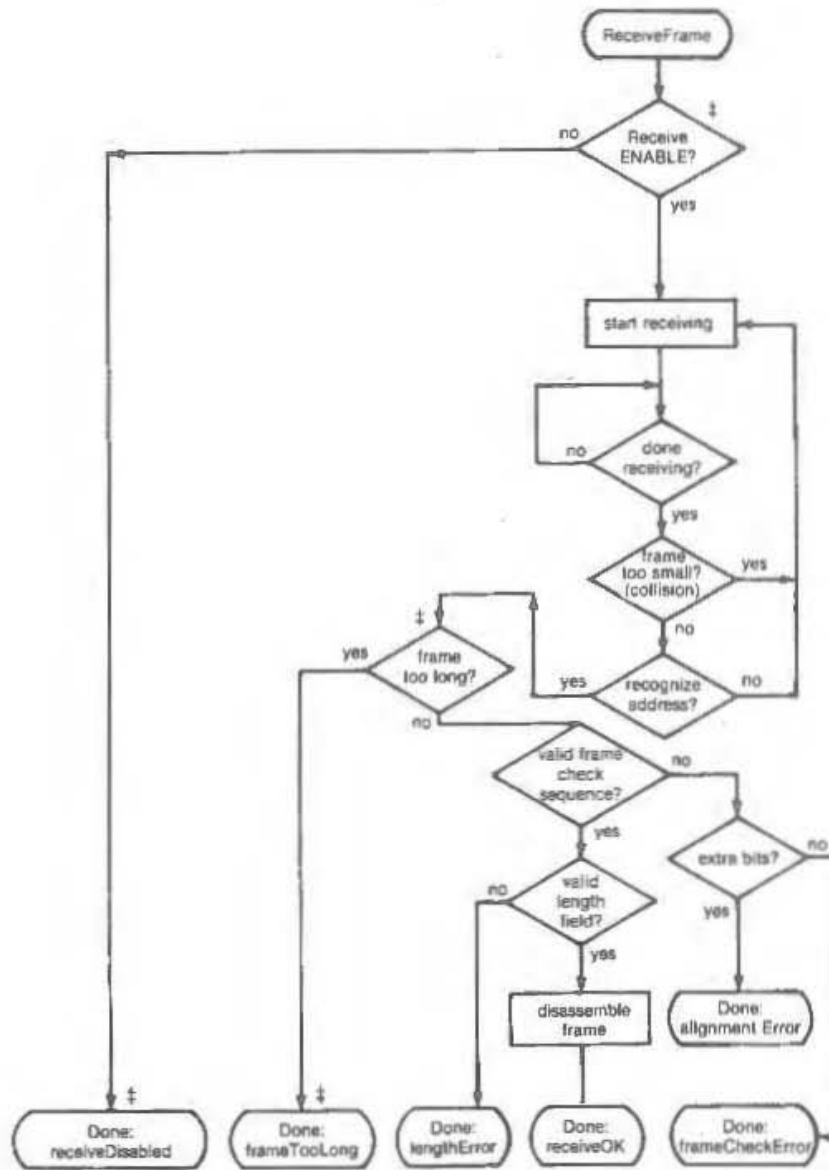 ReceiveFrame
‡
Receive
ENABLE?
no
yes
start receiving
done
receiving?
no
yes
frame
too small?
(collision)
yes
no
recognize
address?
yes
no
‡
frame
too long?
yes
no
valid frame
check
sequence?
no
yes
extra bits?
no
yes
valid
length
field?
no
yes
disassemble
frame
Done:
alignment Error
‡
Done:
receiveDisabled
‡
Done:
frameTooLong
Done:
lengthError
Done:
receiveOK
Done:
frameCheckError